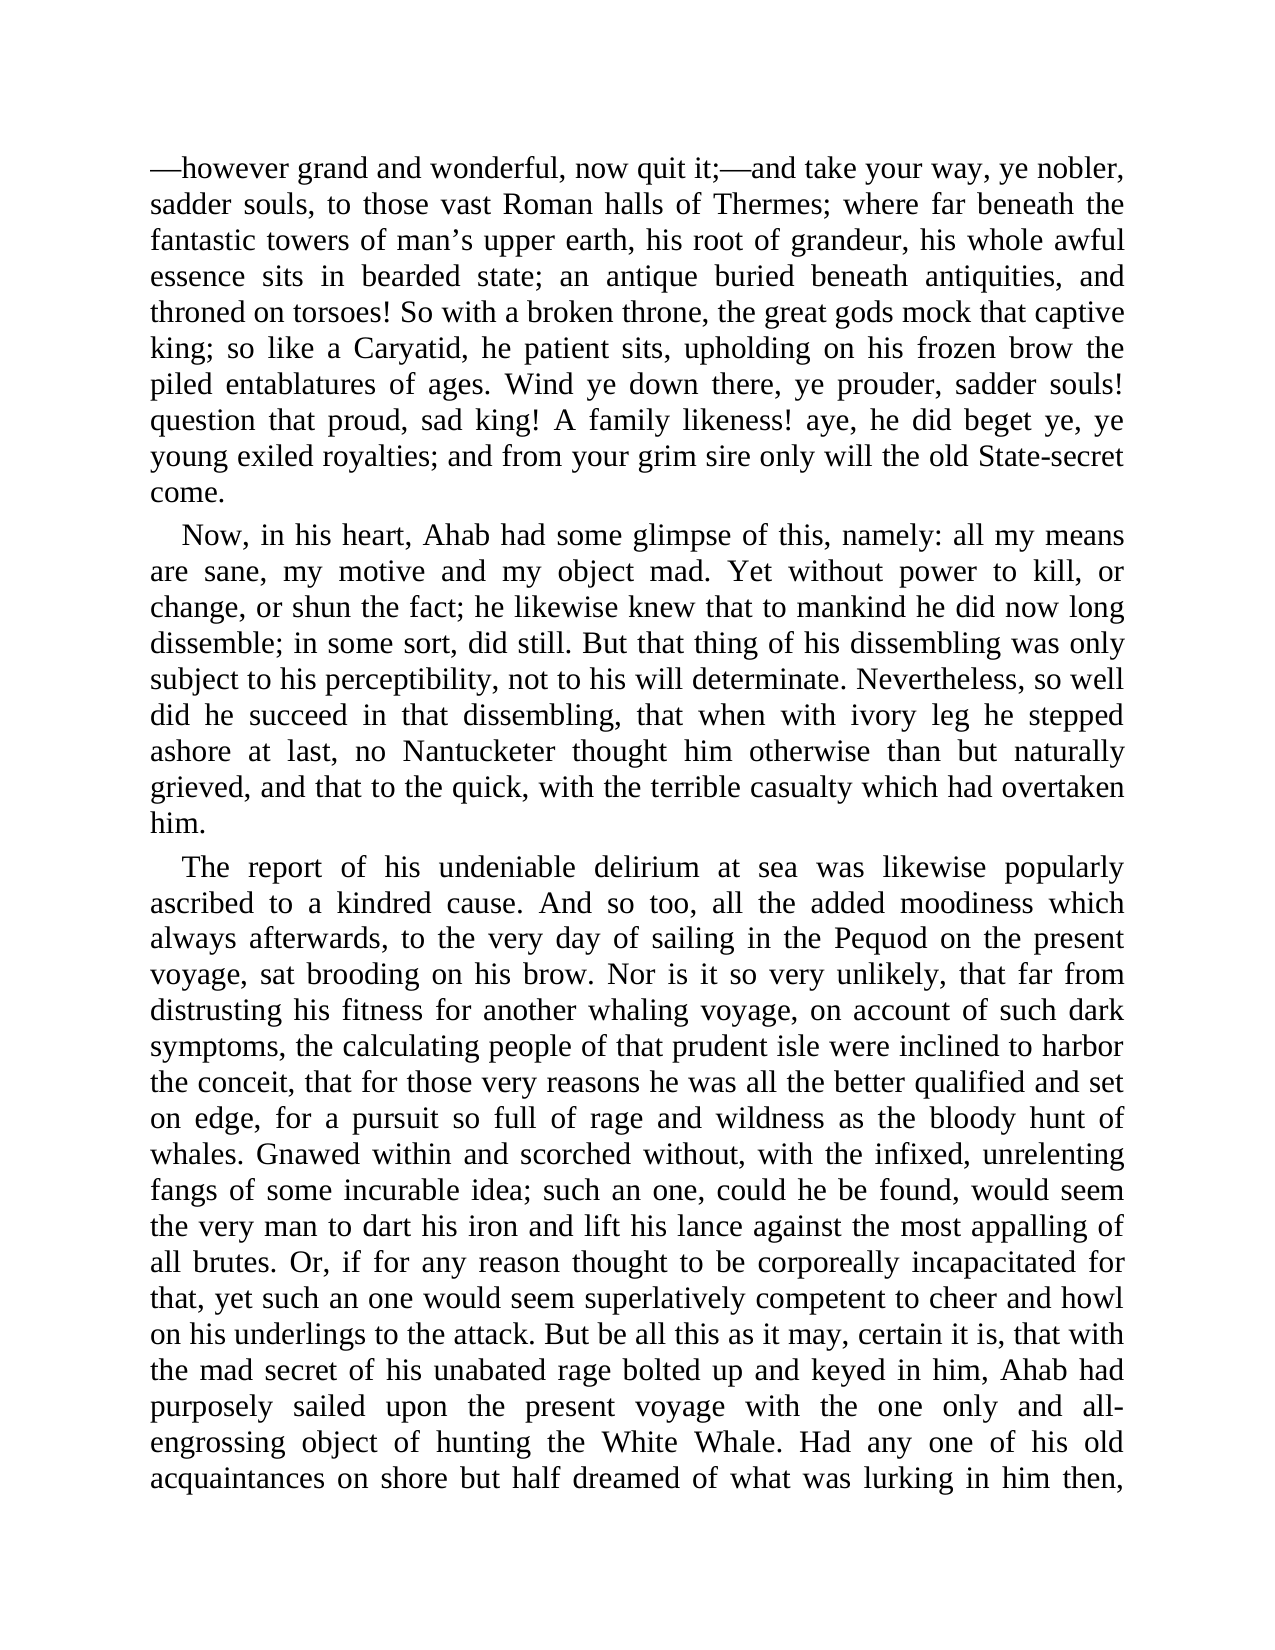 —however grand and wonderful, now quit it;—and take your way, ye nobler,
sadder souls, to those vast Roman halls of Thermes; where far beneath the
fantastic towers of man’s upper earth, his root of grandeur, his whole awful
essence sits in bearded state; an antique buried beneath antiquities, and
throned on torsoes! So with a broken throne, the great gods mock that captive
king; so like a Caryatid, he patient sits, upholding on his frozen brow the
piled entablatures of ages. Wind ye down there, ye prouder, sadder souls!
question that proud, sad king! A family likeness! aye, he did beget ye, ye
young exiled royalties; and from your grim sire only will the old State-secret
come.
Now, in his heart, Ahab had some glimpse of this, namely: all my means
are sane, my motive and my object mad. Yet without power to kill, or
change, or shun the fact; he likewise knew that to mankind he did now long
dissemble; in some sort, did still. But that thing of his dissembling was only
subject to his perceptibility, not to his will determinate. Nevertheless, so well
did he succeed in that dissembling, that when with ivory leg he stepped
ashore at last, no Nantucketer thought him otherwise than but naturally
grieved, and that to the quick, with the terrible casualty which had overtaken
him.
The report of his undeniable delirium at sea was likewise popularly
ascribed to a kindred cause. And so too, all the added moodiness which
always afterwards, to the very day of sailing in the Pequod on the present
voyage, sat brooding on his brow. Nor is it so very unlikely, that far from
distrusting his fitness for another whaling voyage, on account of such dark
symptoms, the calculating people of that prudent isle were inclined to harbor
the conceit, that for those very reasons he was all the better qualified and set
on edge, for a pursuit so full of rage and wildness as the bloody hunt of
whales. Gnawed within and scorched without, with the infixed, unrelenting
fangs of some incurable idea; such an one, could he be found, would seem
the very man to dart his iron and lift his lance against the most appalling of
all brutes. Or, if for any reason thought to be corporeally incapacitated for
that, yet such an one would seem superlatively competent to cheer and howl
on his underlings to the attack. But be all this as it may, certain it is, that with
the mad secret of his unabated rage bolted up and keyed in him, Ahab had
purposely sailed upon the present voyage with the one only and all-
engrossing object of hunting the White Whale. Had any one of his old
acquaintances on shore but half dreamed of what was lurking in him then,